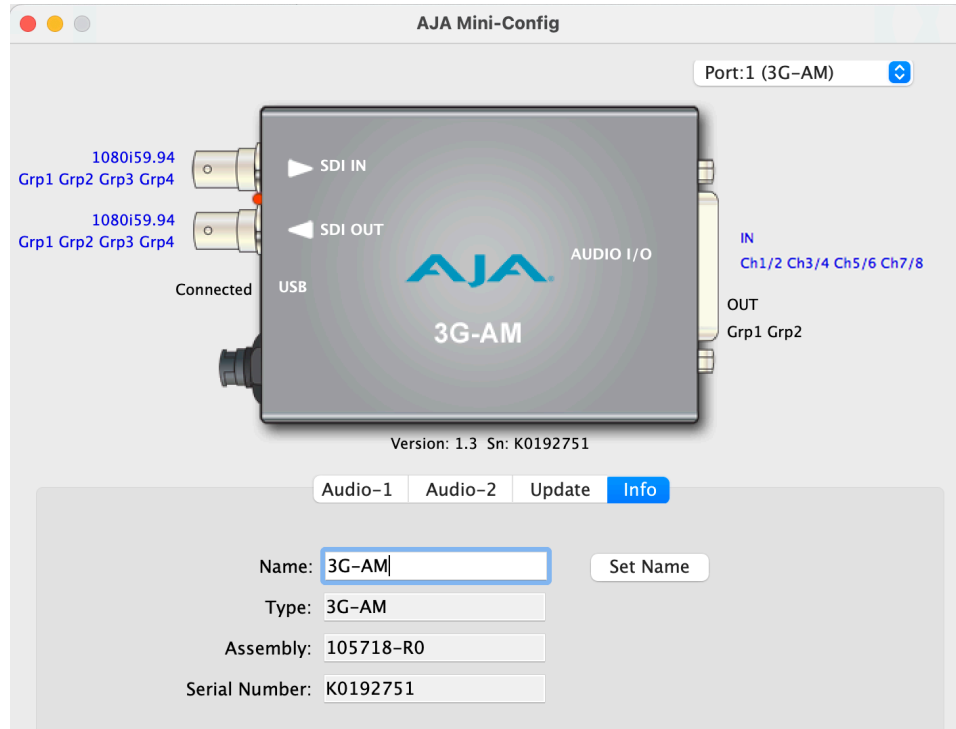 AJA Mini-Config
Port:1 (3G-AM)
1080i59.94
Grp1 Grp2 Grp3 Grp4
SDI IN
1080i59.94
Grp1 Grp2 Grp3 Grp4
SDI OUT
AUDIO I/O
IN
Ch1/2 Ch3/4 Ch5/6 Ch7/8
Connected
USB
AJA
OUT
Grp1 Grp2
3G-AM
Version: 1.3 Sn: K0192751
Audio-1 Audio-2 Update Info
Name: 3G-AM Set Name
Type: 3G-AM
Assembly: 105718-R0
Serial Number: K0192751